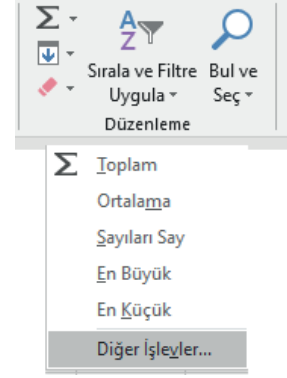 Sırala ve Filtre Bul ve
Uygula Seç
Düzenleme
Toplam
Ortalama
Sayıları Say
En Büyük
En Küçük
Diğer İşlevler...